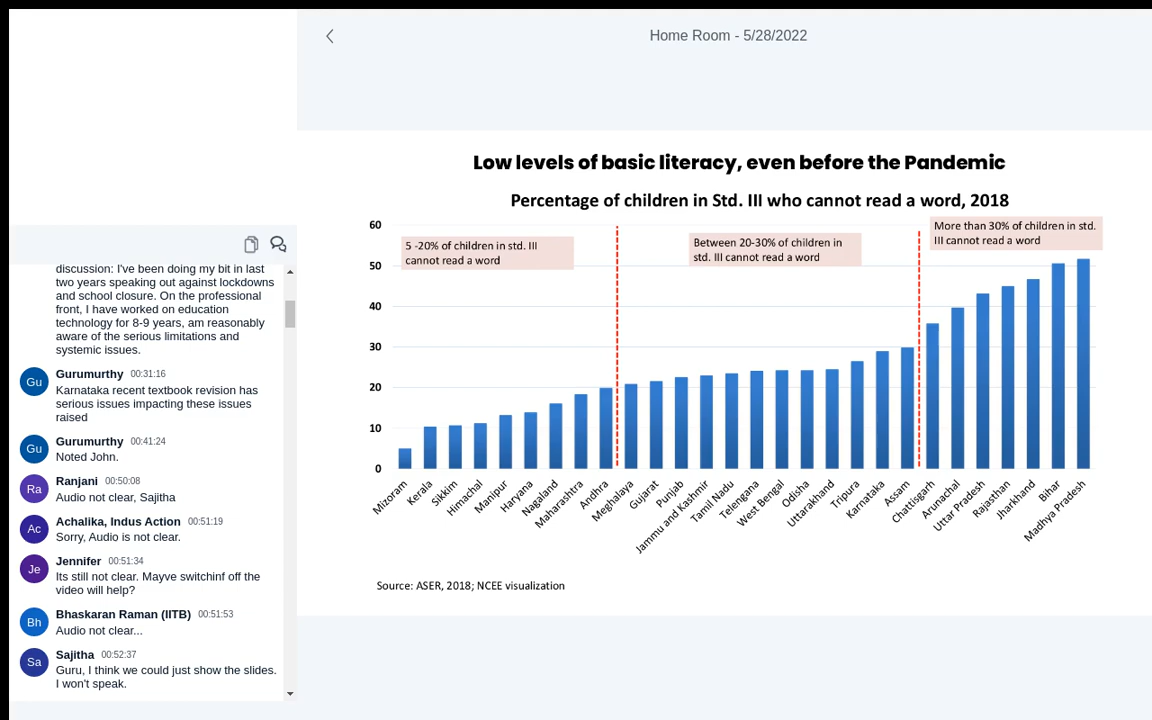 Home Room - 5/28/2022
discussion: I've been doing my bit in last
two years speaking out against lockdowns
and school closure. On the professional
front, I have worked on education
technology for 8-9 years, am reasonably
aware of the serious limitations and
systemic issues.
Gu
Gurumurthy 00:31:16
Karnataka recent textbook revision has
serious issues impacting these issues
raised
Gu
Gurumurthy 00:41:24
Noted John.
Ra
Ranjani 00:50:08
Audio not clear, Sajitha
Ac
Achalika, Indus Action 00:51:19
Sorry, Audio is not clear.
Je
Jennifer 00:51:34
Its still not clear. Mayve switchinf off the
video will help?
Bh
Bhaskaran Raman (IITB) 00:51:53
Audio not clear...
Sa
Sajitha 00:52:37
Guru, I think we could just show the slides.
I won't speak.
Low levels of basic literacy, even before the Pandemic
Percentage of children in Std. III who cannot read a word, 2018
5 -20% of children in std. III
cannot read a word
Between 20-30% of children in
std. III cannot read a word
More than 30% of children in std.
III cannot read a word
60
50
40
30
20
10
0
Mizoram
Kerala
Sikkim
Himachal
Manipur
Haryana
Nagaland
Maharashtra
Andhra
Meghalaya
Gujarat
Punjab
Jammu and Kashmir
Tamil Nadu
Telengana
West Bengal
Odisha
Uttarakhand
Tripura
Karnataka
Assam
Chattisgarh
Arunachal
Uttar Pradesh
Rajasthan
Jharkhand
Bihar
Madhya Pradesh
Source: ASER, 2018; NCEE visualization